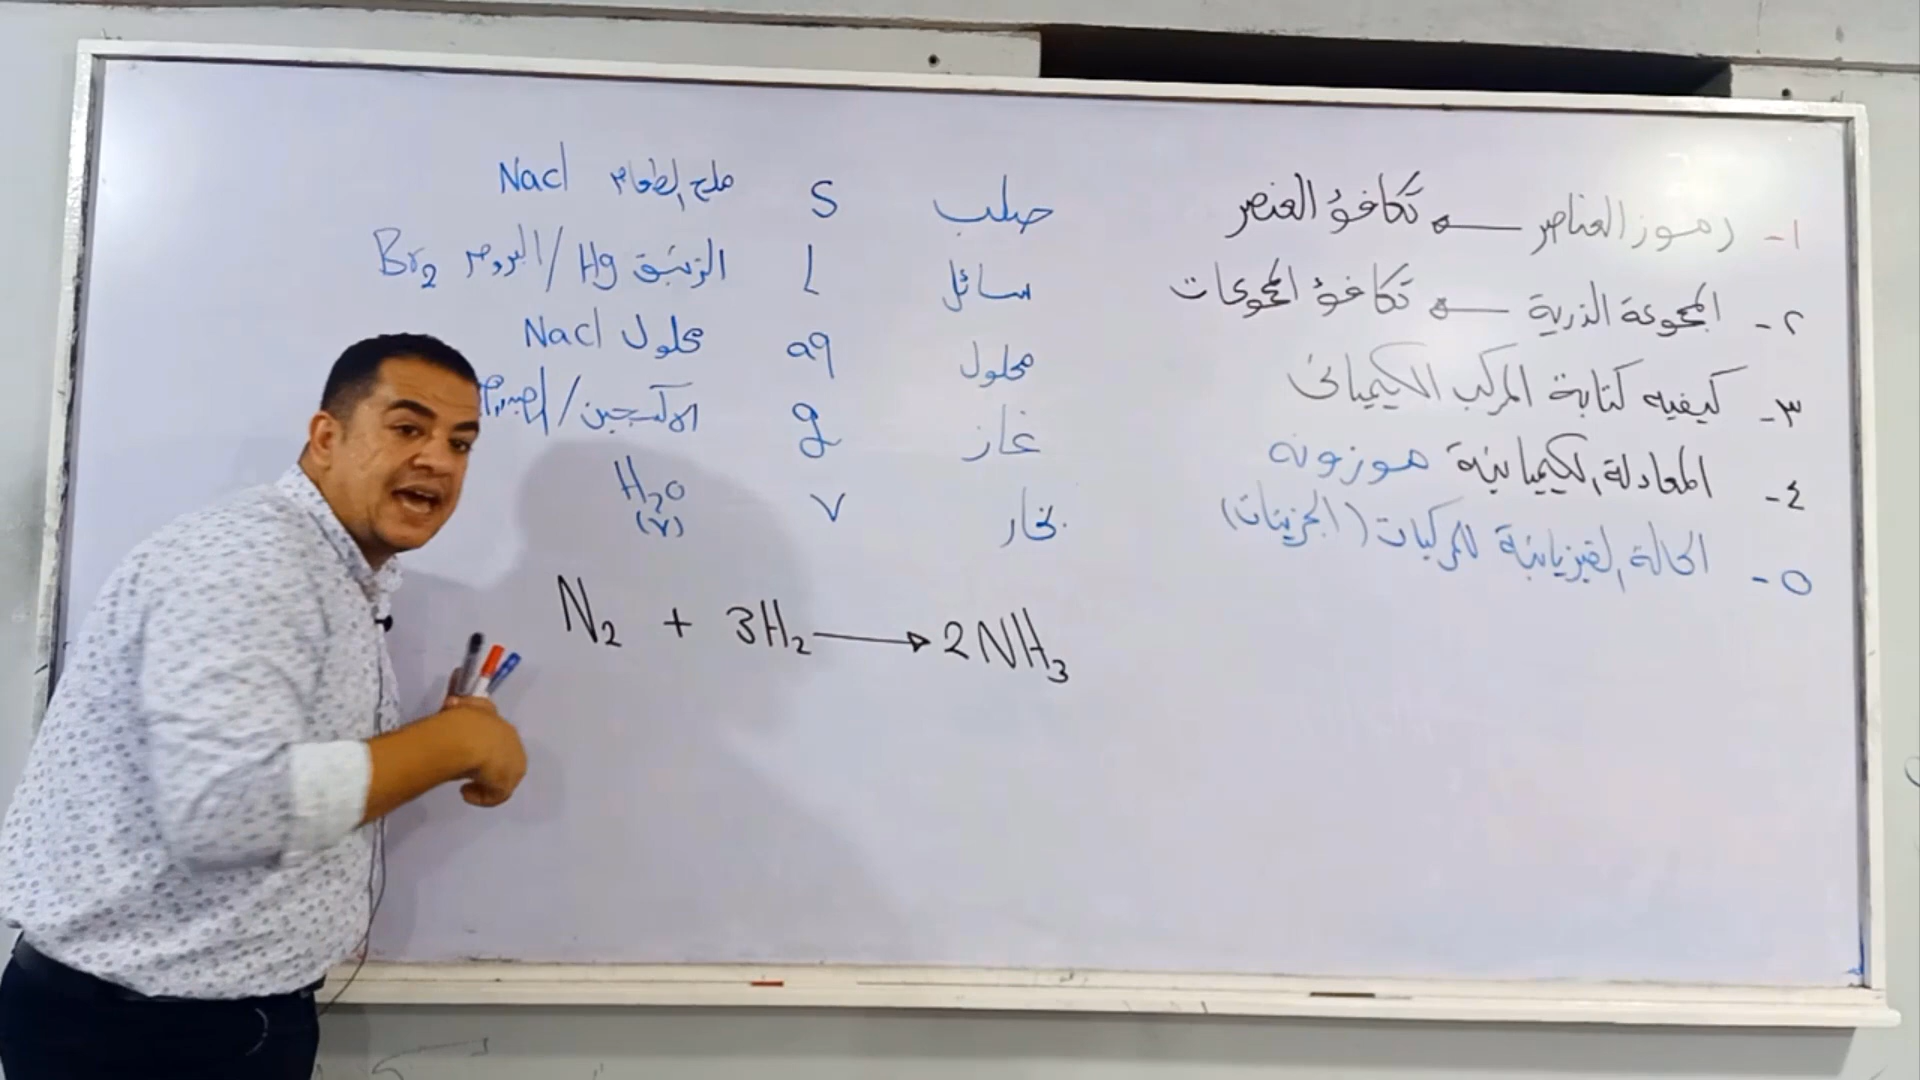 ١- رموز العناصر ← تكافؤ العنصر
٢- المجموعة الذرية ← تكافؤ المجموعات
٣- كيفيه كتابة المركب الكيميائى
٤- المعادلة الكيميائية موزونه
٥- الحالة الفيزيائية للمركبات (الجزيئات)
صلب S ملح الطعام Nacl
سائل l الزئبق Hg / البروم Br₂
محلول aq محلول Nacl
غاز g الاكسجين /
بخار v H₂O (v)
N₂ + 3H₂ → 2NH₃